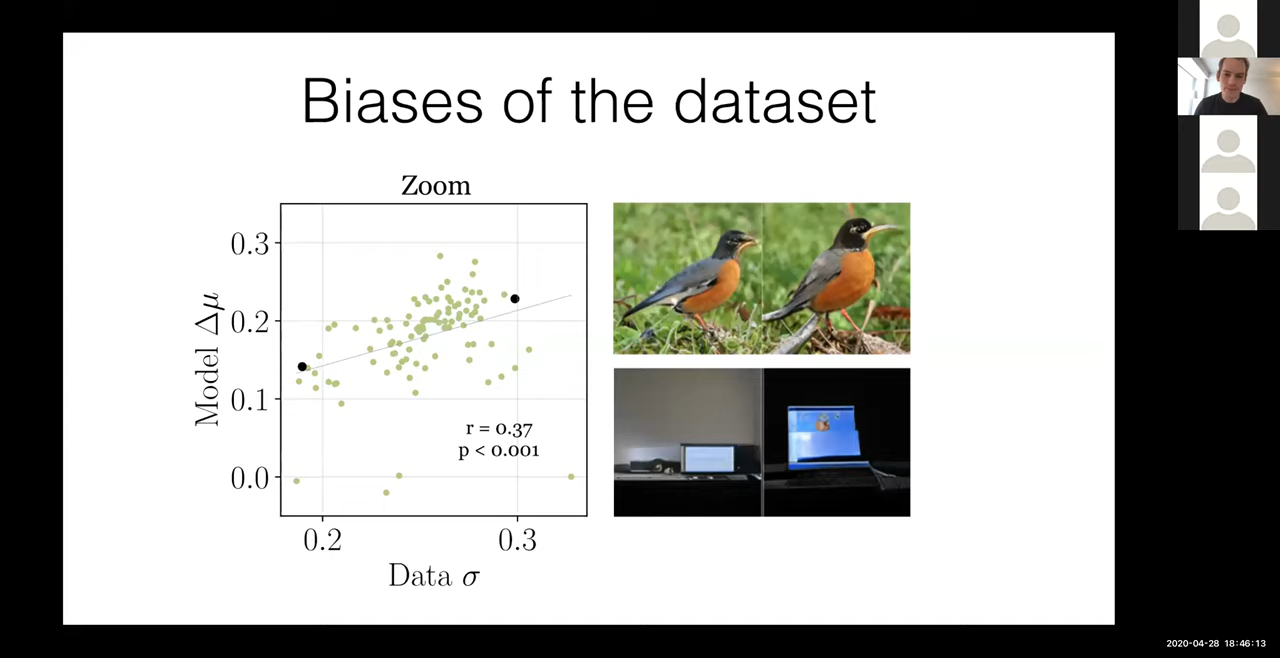 Biases of the dataset
Zoom
0.3
0.2
0.1
0.0
Model Δμ
r = 0.37
p < 0.001
0.2
0.3
Data σ
2020-04-28 18:46:13